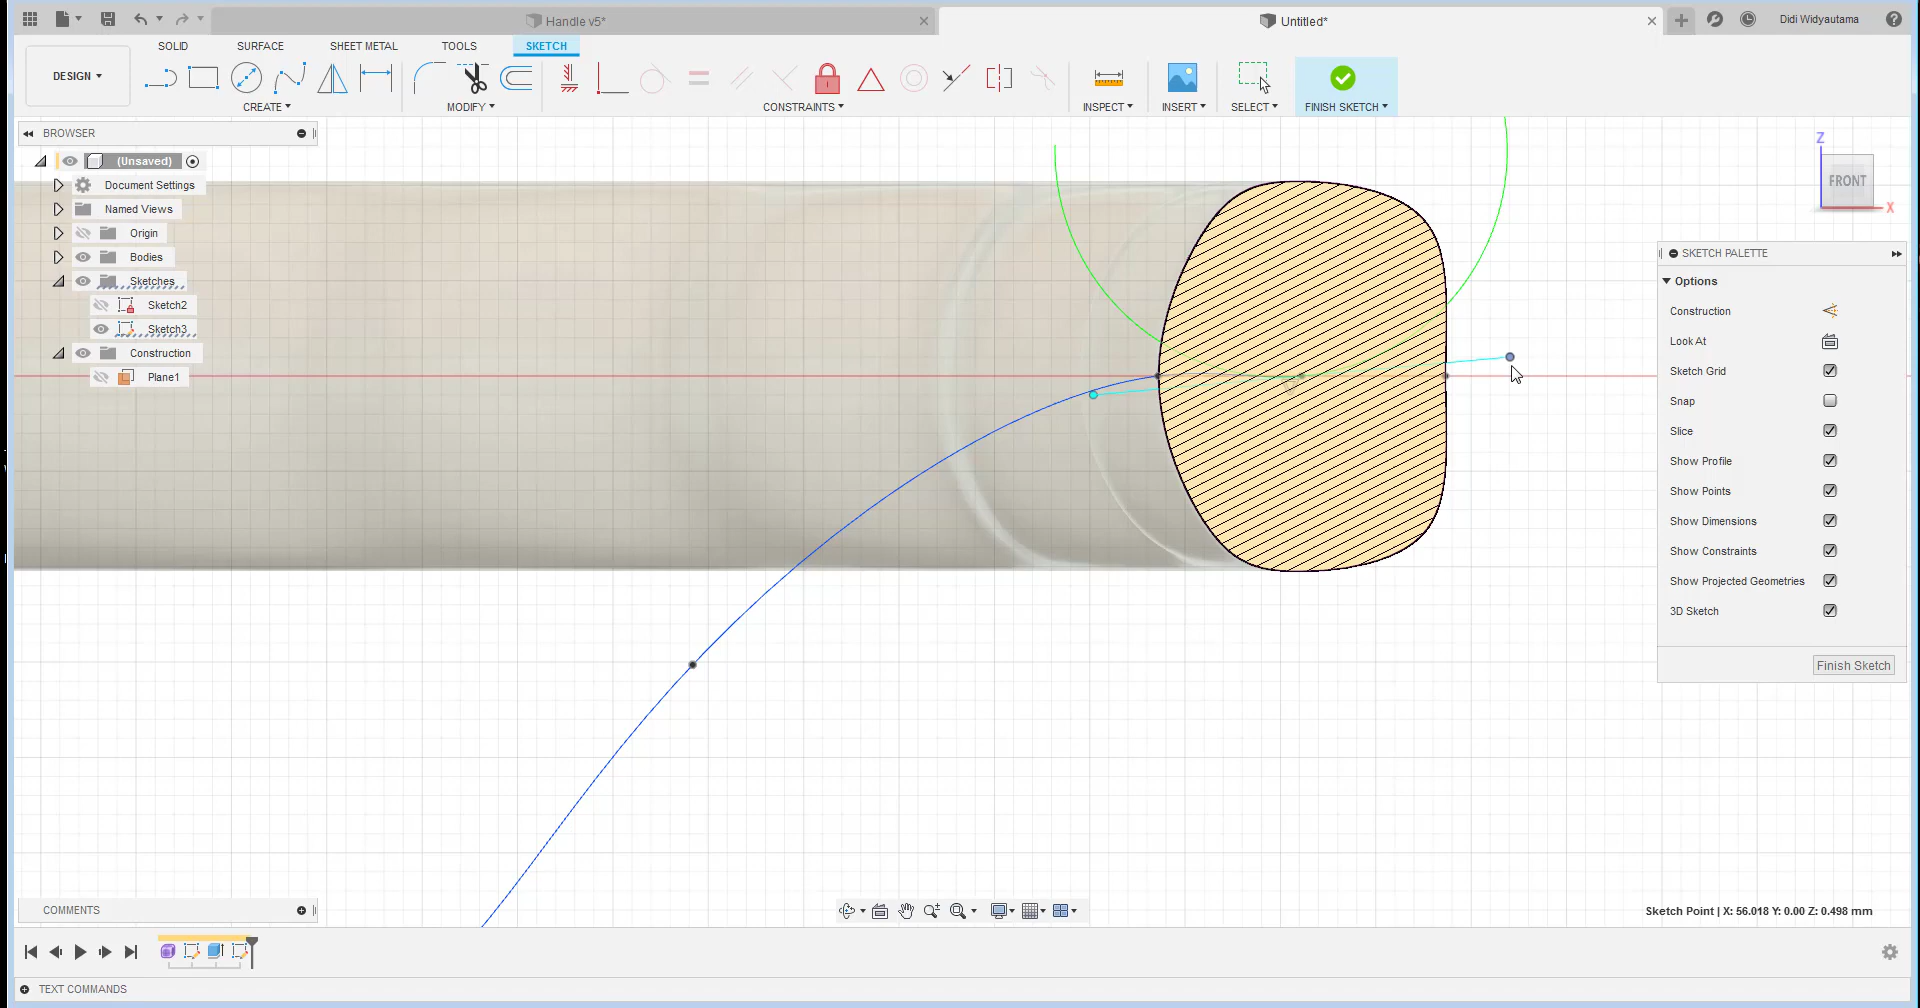 Handle v5*
Untitled*
Didi Widyautama
SOLID
SURFACE
SHEET METAL
TOOLS
SKETCH
DESIGN
CREATE
MODIFY
CONSTRAINTS
INSPECT
INSERT
SELECT
FINISH SKETCH
BROWSER
(Unsaved)
Document Settings
Named Views
Origin
Bodies
Sketches
Sketch2
Sketch3
Construction
Plane1
Z
FRONT
X
SKETCH PALETTE
Options
Construction
Look At
Sketch Grid
Snap
Slice
Show Profile
Show Points
Show Dimensions
Show Constraints
Show Projected Geometries
3D Sketch
Finish Sketch
COMMENTS
Sketch Point | X: 56.018 Y: 0.00 Z: 0.498 mm
TEXT COMMANDS